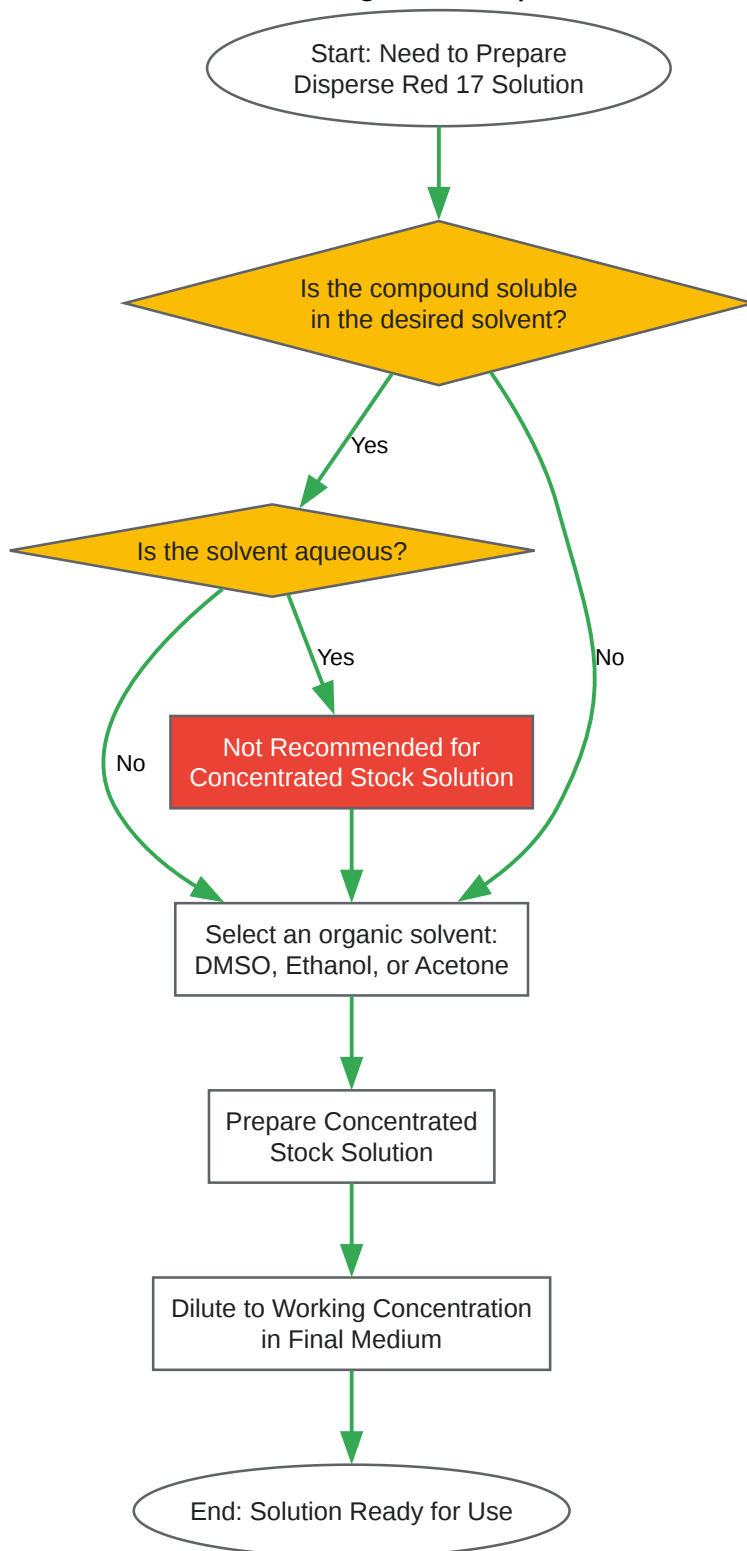 Start: Need to Prepare
Disperse Red 17 Solution
Is the compound soluble
in the desired solvent?
Yes
Is the solvent aqueous?
Yes
No
No
Not Recommended for
Concentrated Stock Solution
Select an organic solvent:
DMSO, Ethanol, or Acetone
Prepare Concentrated
Stock Solution
Dilute to Working Concentration
in Final Medium
End: Solution Ready for Use